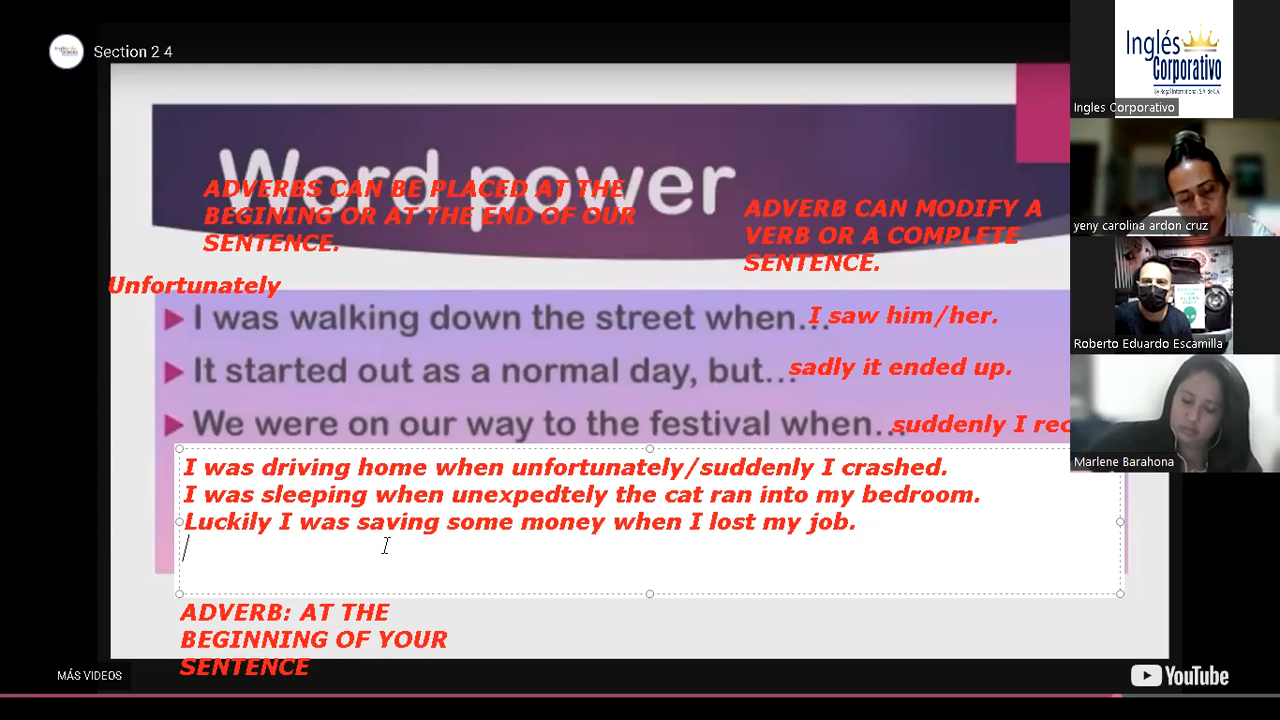 Section 2 4
Word power
ADVERBS CAN BE PLACED AT THE
BEGINING OR AT THE END OF OUR
SENTENCE.
ADVERB CAN MODIFY A
VERB OR A COMPLETE
SENTENCE.
Unfortunately
I was walking down the street when... I saw him/her.
It started out as a normal day, but... sadly it ended up.
We were on our way to the festival when... suddenly I rec
I was driving home when unfortunately/suddenly I crashed.
I was sleeping when unexpedtely the cat ran into my bedroom.
Luckily I was saving some money when I lost my job.
ADVERB: AT THE
BEGINNING OF YOUR
SENTENCE
MÁS VIDEOS
YouTube
Inglés
Corporativo
Ingles Corporativo
yeny carolina ardon cruz
Roberto Eduardo Escamilla
Marlene Barahona